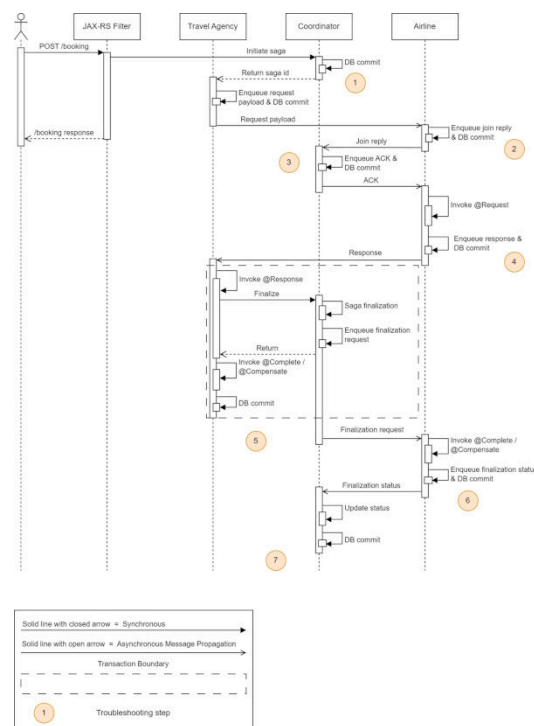 JAX-RS Filter
Travel Agency
Coordinator
Airline
POST /booking
Initiate saga
DB commit
Return saga id
1
Enqueue request
payload & DB commit
Request payload
/booking response
Enqueue join reply
& DB commit
Join reply
2
3
Enqueue ACK &
DB commit
ACK
Invoke @Request
Enqueue response &
DB commit
Response
4
Invoke @Response
Finalize
Saga finalization
Enqueue finalization
request
Return
Invoke @Complete /
@Compensate
DB commit
5
Finalization request
Invoke @Complete /
@Compensate
Enqueue finalization status
& DB commit
Finalization status
6
Update status
DB commit
7
Solid line with closed arrow = Synchronous
Solid line with open arrow = Asynchronous Message Propagation
Transaction Boundary
1
Troubleshooting step